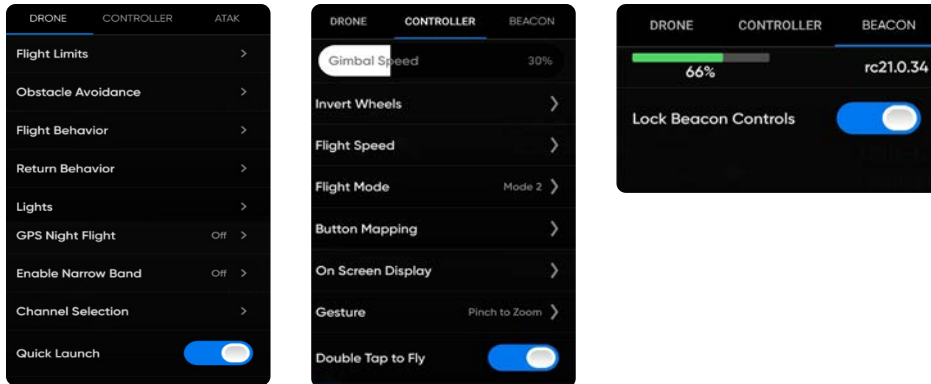 DRONE CONTROLLER ATAK
Flight Limits
Obstacle Avoidance
Flight Behavior
Return Behavior
Lights
GPS Night Flight Off
Enable Narrow Band Off
Channel Selection
Quick Launch
DRONE CONTROLLER BEACON
Gimbal Speed 30%
Invert Wheels
Flight Speed
Flight Mode Mode 2
Button Mapping
On Screen Display
Gesture Pinch to Zoom
Double Tap to Fly
DRONE CONTROLLER BEACON
66% rc21.0.34
Lock Beacon Controls